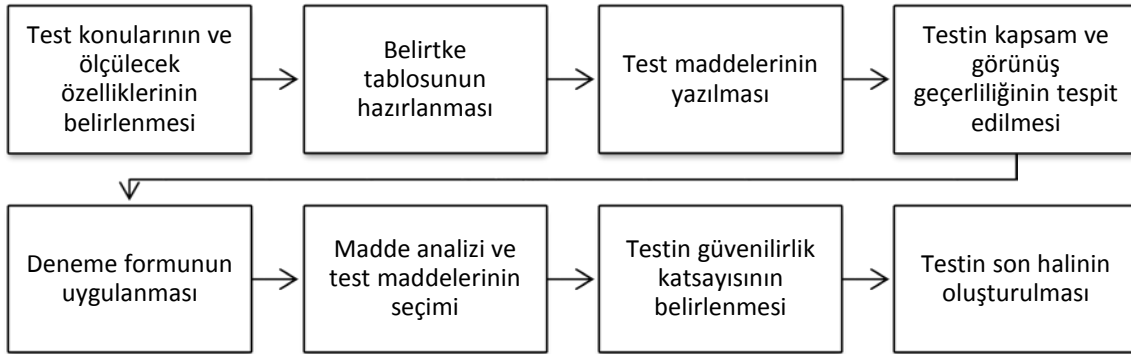 Test konularının ve
ölçülecek
özelliklerinin
belirlenmesi
Belirtke
tablosunun
hazırlanması
Test maddelerinin
yazılması
Testin kapsam ve
görünüş
geçerliliğinin tespit
edilmesi
Deneme formunun
uygulanması
Madde analizi ve
test maddelerinin
seçimi
Testin güvenilirlik
katsayısının
belirlenmesi
Testin son halinin
oluşturulması